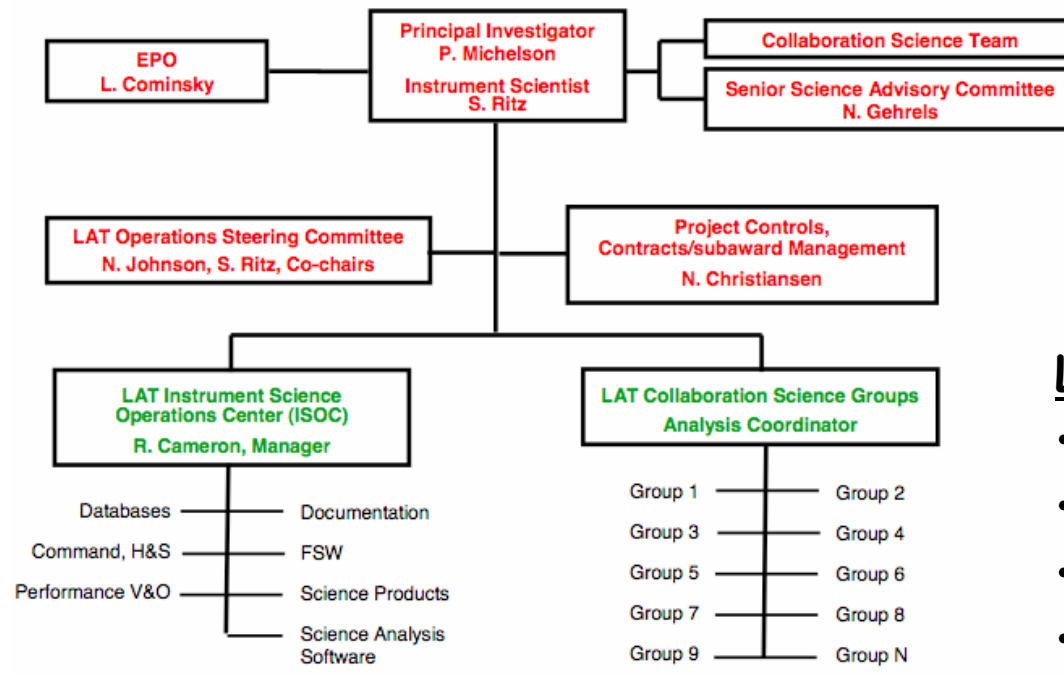 EPO
L. Cominsky
Principal Investigator
P. Michelson
Instrument Scientist
S. Ritz
Collaboration Science Team
Senior Science Advisory Committee
N. Gehrels
LAT Operations Steering Committee
N. Johnson, S. Ritz, Co-chairs
Project Controls,
Contracts/subaward Management
N. Christiansen
LAT Instrument Science
Operations Center (ISOC)
R. Cameron, Manager
Databases
Documentation
Command, H&S
FSW
Performance V&O
Science Products
Science Analysis
Software
LAT Collaboration Science Groups
Analysis Coordinator
Group 1
Group 2
Group 3
Group 4
Group 5
Group 6
Group 7
Group 8
Group 9
Group N